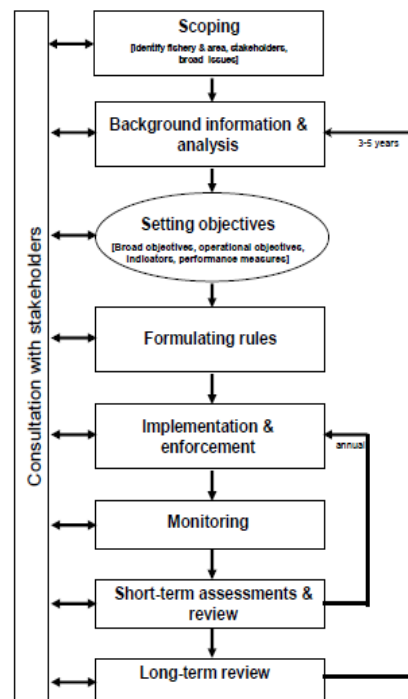 Scoping
[Identify fishery & area, stakeholders,
broad issues]
Background information &
analysis
3-5 years
Setting objectives
[Broad objectives, operational objectives,
indicators, performance measures]
Formulating rules
Implementation &
enforcement
annual
Monitoring
Short-term assessments &
review
Long-term review
Consultation with stakeholders